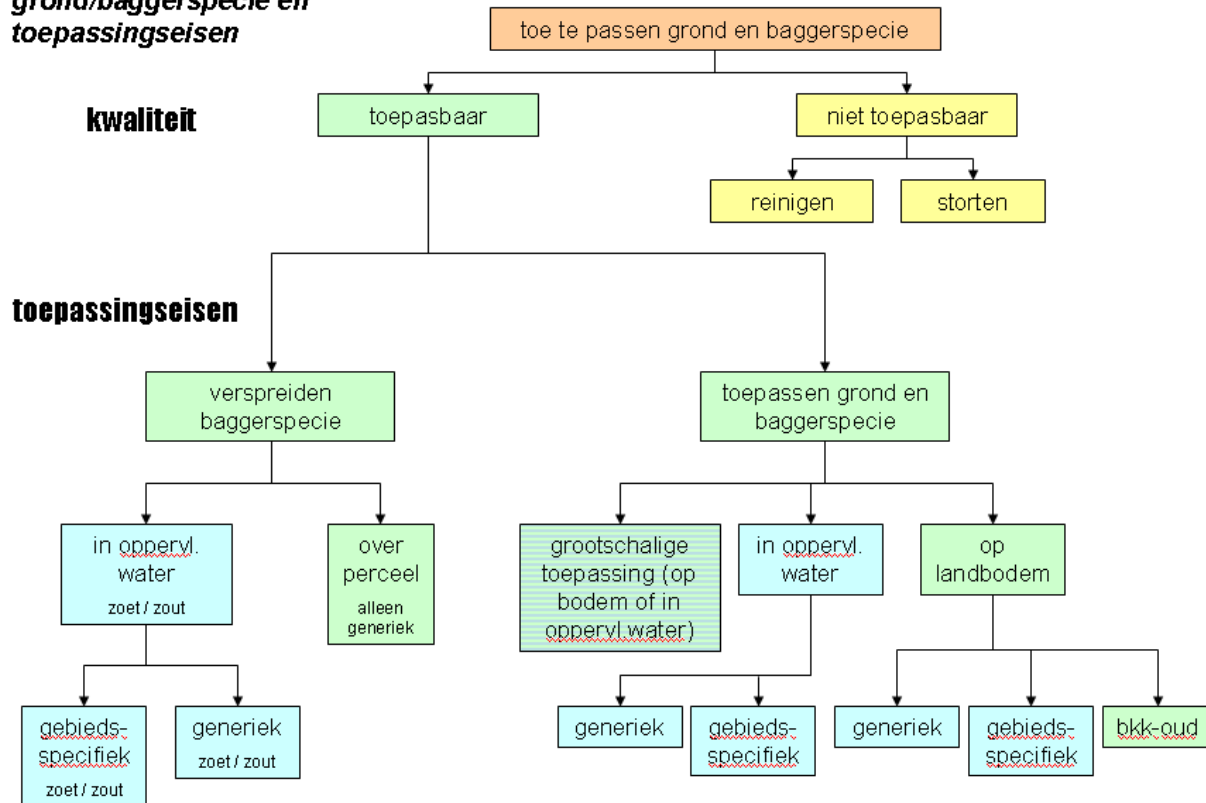 grond/baggerspecie en
toepassingseisen
toe te passen grond en baggerspecie
kwaliteit
toepasbaar
niet toepasbaar
reinigen
storten
toepassingseisen
verspreiden
baggerspecie
toepassen grond en
baggerspecie
in oppervl.
water
zoet / zout
over
perceel
alleen
generiek
grootschalige
toepassing (op
bodem of in
oppervl.water)
in oppervl.
water
op
landbodem
gebieds-
specifiek
zoet / zout
generiek
zoet / zout
generiek
gebieds-
specifiek
generiek
gebieds-
specifiek
bkk-oud